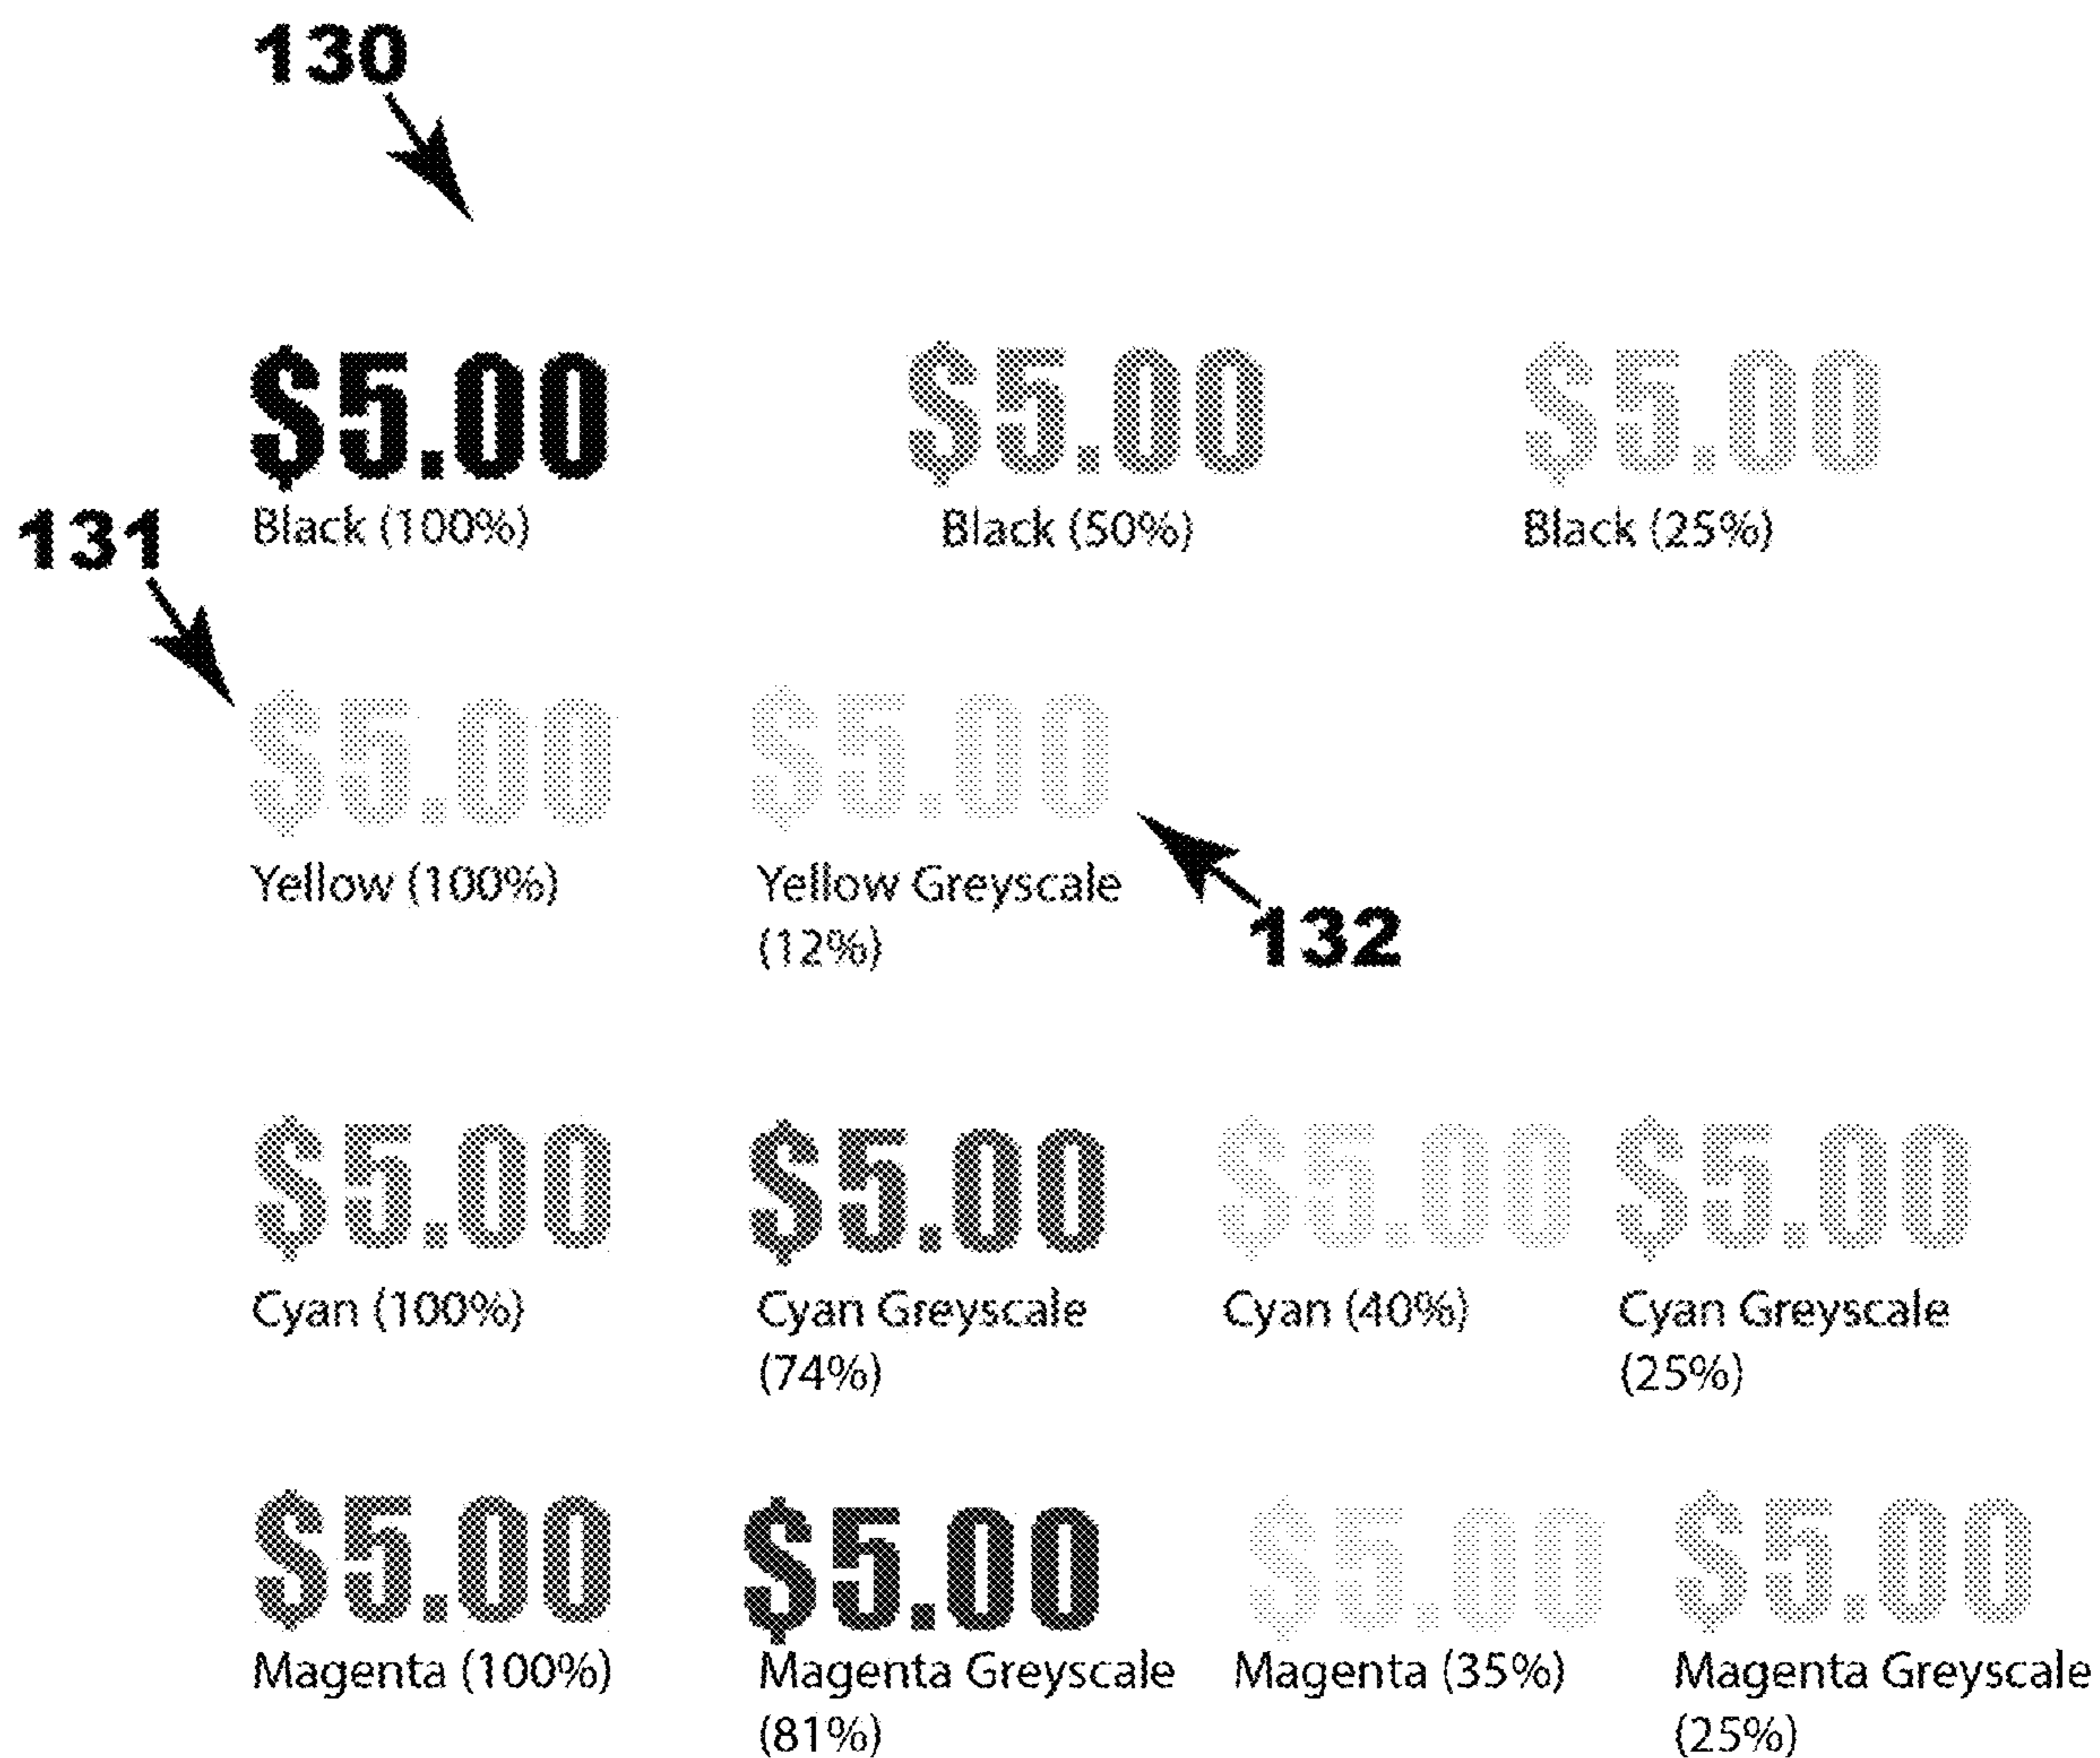 130
$5.00 $5.00 $5.00
Black (100%) Black (50%) Black (25%)
131
$5.00 $5.00
Yellow (100%) Yellow Greyscale
(12%)
132
$5.00 $5.00 $5.00 $5.00
Cyan (100%) Cyan Greyscale Cyan (40%) Cyan Greyscale
(74%) (25%)
$5.00 $5.00 $5.00 $5.00
Magenta (100%) Magenta Greyscale Magenta (35%) Magenta Greyscale
(81%) (25%)